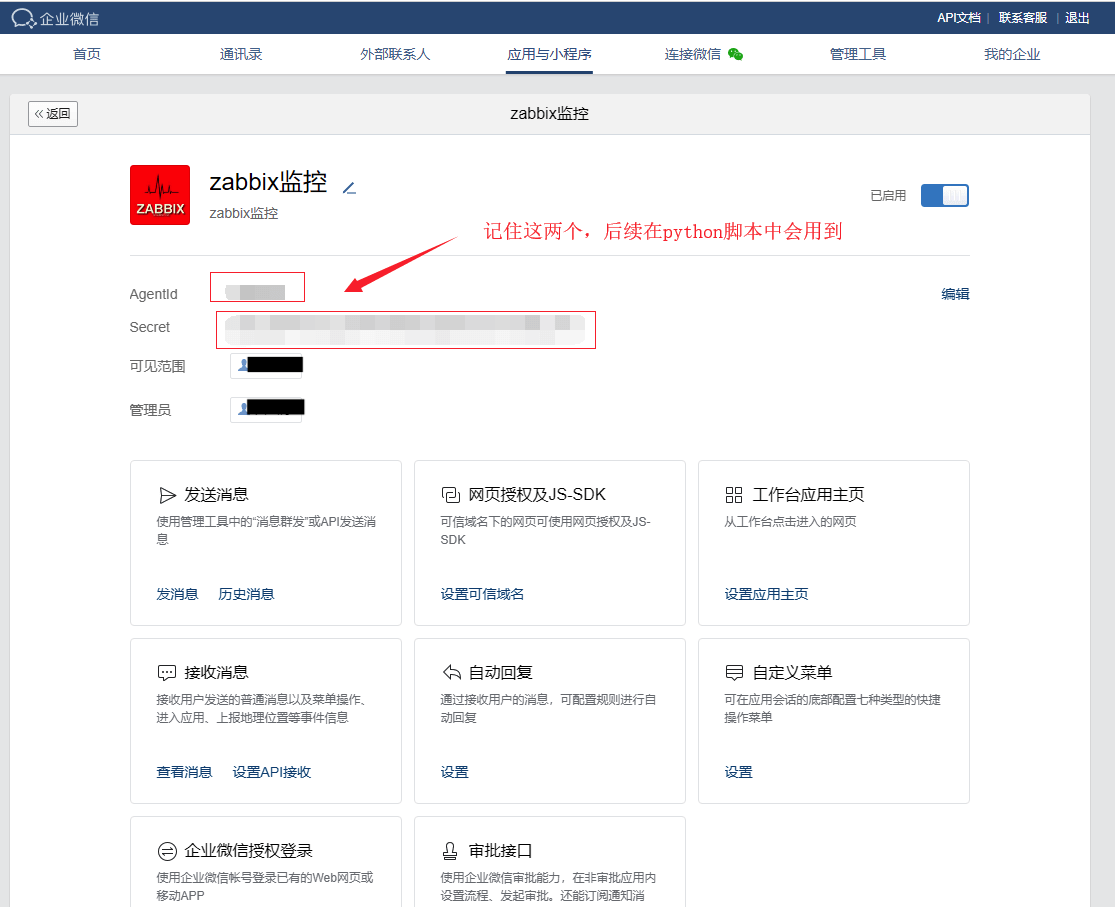 企业微信
API文档 | 联系客服 | 退出
首页 通讯录 外部联系人 应用与小程序 连接微信 管理工具 我的企业
«返回 zabbix监控
ZABBIX
zabbix监控
zabbix监控
已启用
记住这两个，后续在python脚本中会用到
AgentId
编辑
Secret
可见范围
管理员
发送消息
使用管理工具中的“消息群发”或API发送消
息
发消息 历史消息
网页授权及JS-SDK
可信域名下的网页可使用网页授权及JS-
SDK
设置可信域名
工作台应用主页
从工作台点击进入的网页
设置应用主页
接收消息
接收用户发送的普通消息以及菜单操作、
进入应用、上报地理位置等事件信息
查看消息 设置API接收
自动回复
通过接收用户的消息，可配置规则进行自
动回复
设置
自定义菜单
可在应用会话的底部配置七种类型的快捷
操作菜单
设置
企业微信授权登录
使用企业微信帐号登录已有的Web网页或
移动APP
审批接口
使用企业微信审批能力，在非审批应用内
设置流程、发起审批。还能订阅通知消